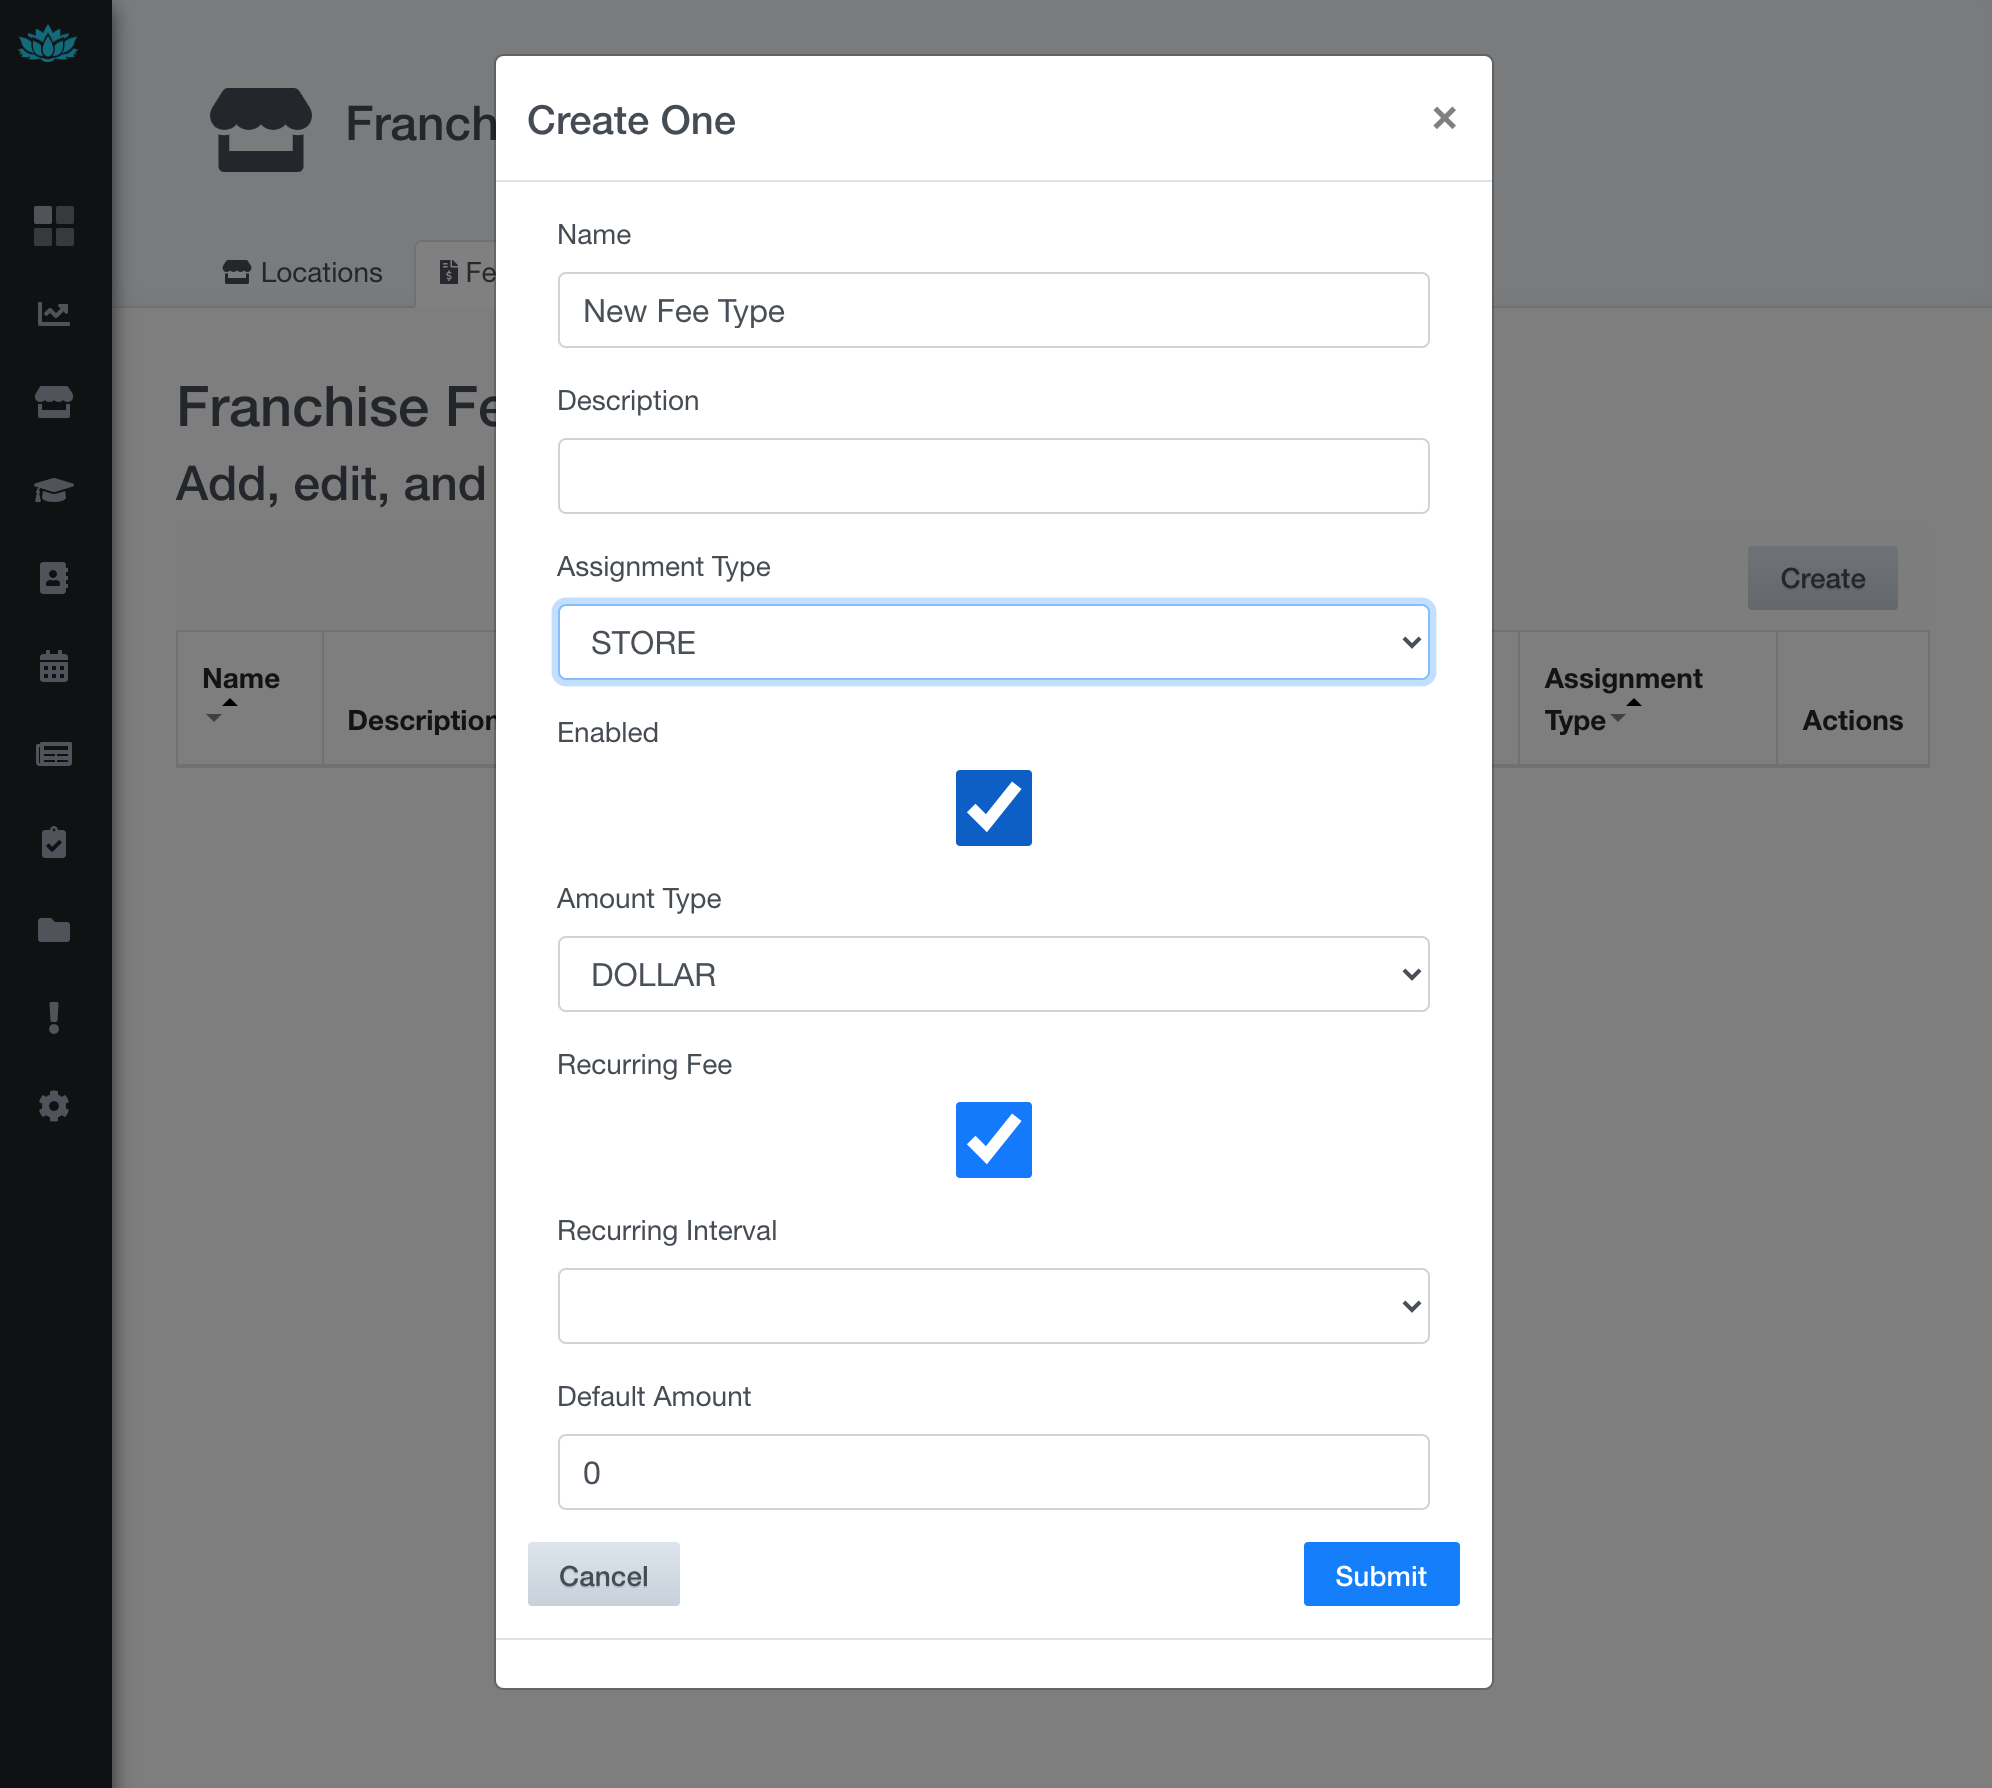 Franch
Locations
Fe
Franchise Fe
Add, edit, and
Create
Name
Description
Assignment
Type
Actions
Create One
×
Name
New Fee Type
Description
Assignment Type
STORE
Enabled
Amount Type
DOLLAR
Recurring Fee
Recurring Interval
Default Amount
0
Cancel
Submit